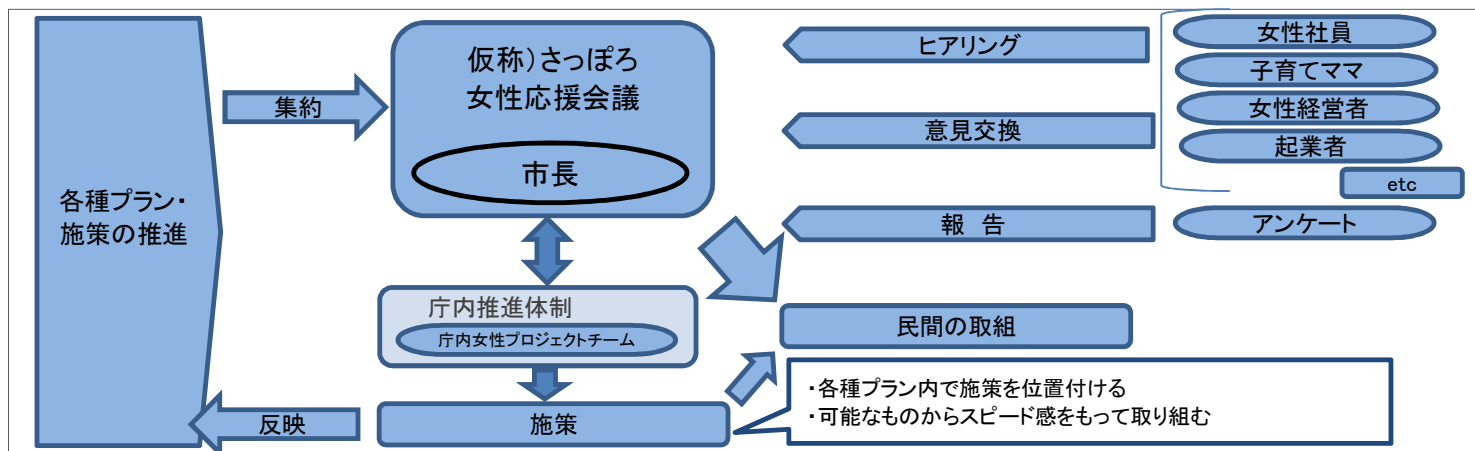 各種プラン・
施策の推進
集約
仮称)さっぽろ
女性応援会議
市長
ヒアリング
意見交換
報 告
女性社員
子育てママ
女性経営者
起業者
etc
アンケート
庁内推進体制
庁内女性プロジェクトチーム
民間の取組
・各種プラン内で施策を位置付ける
・可能なものからスピード感をもって取り組む
施策
反映